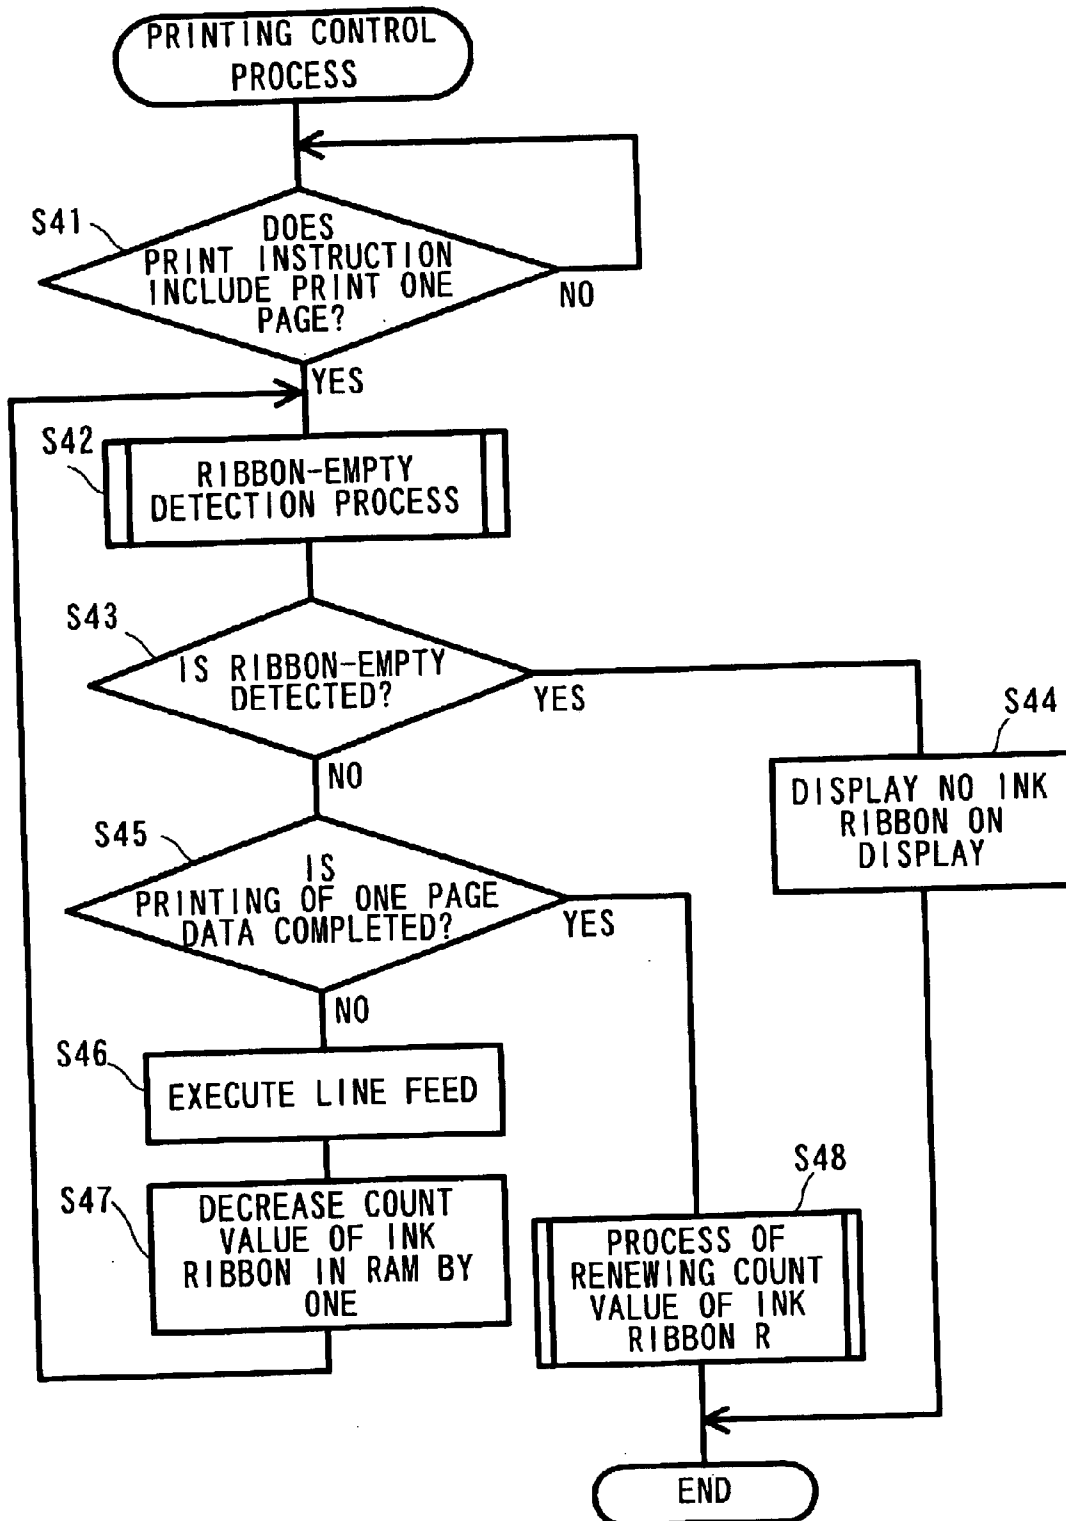 PRINTING CONTROL
PROCESS
S41
DOES
PRINT INSTRUCTION
INCLUDE PRINT ONE
PAGE?
NO
YES
S42
RIBBON-EMPTY
DETECTION PROCESS
S43
IS RIBBON-EMPTY
DETECTED?
YES
NO
S44
DISPLAY NO INK
RIBBON ON
DISPLAY
S45
IS
PRINTING OF ONE PAGE
DATA COMPLETED?
YES
NO
S46
EXECUTE LINE FEED
S47
DECREASE COUNT
VALUE OF INK
RIBBON IN RAM BY
ONE
S48
PROCESS OF
RENEWING COUNT
VALUE OF INK
RIBBON R
END